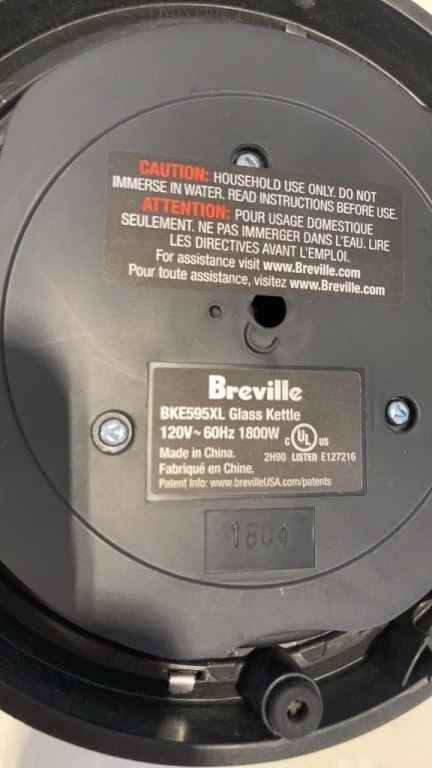 CAUTION: HOUSEHOLD USE ONLY. DO NOT
IMMERSE IN WATER. READ INSTRUCTIONS BEFORE USE.
ATTENTION: POUR USAGE DOMESTIQUE
SEULEMENT. NE PAS IMMERGER DANS L'EAU. LIRE
LES DIRECTIVES AVANT L'EMPLOI.
For assistance visit www.Breville.com
Pour toute assistance, visitez www.Breville.com
Breville
BKE595XL Glass Kettle
120V~ 60Hz 1800W
c UL US
Made in China.
2H90 LISTED E127216
Fabriqué en Chine.
Patent Info: www.brevilleUSA.com/patents
1804